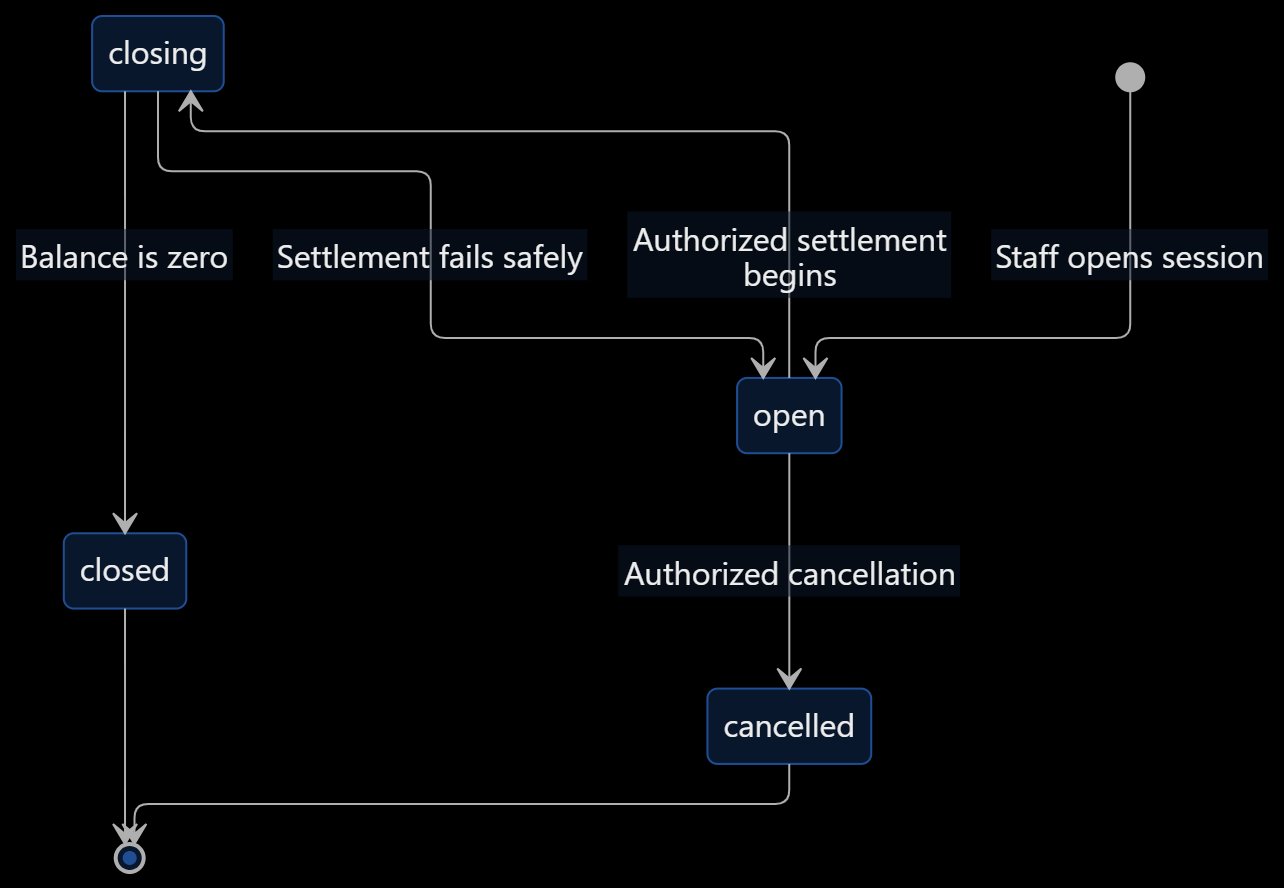 closing
Balance is zero
Settlement fails safely
Authorized settlement
begins
Staff opens session
open
closed
Authorized cancellation
cancelled